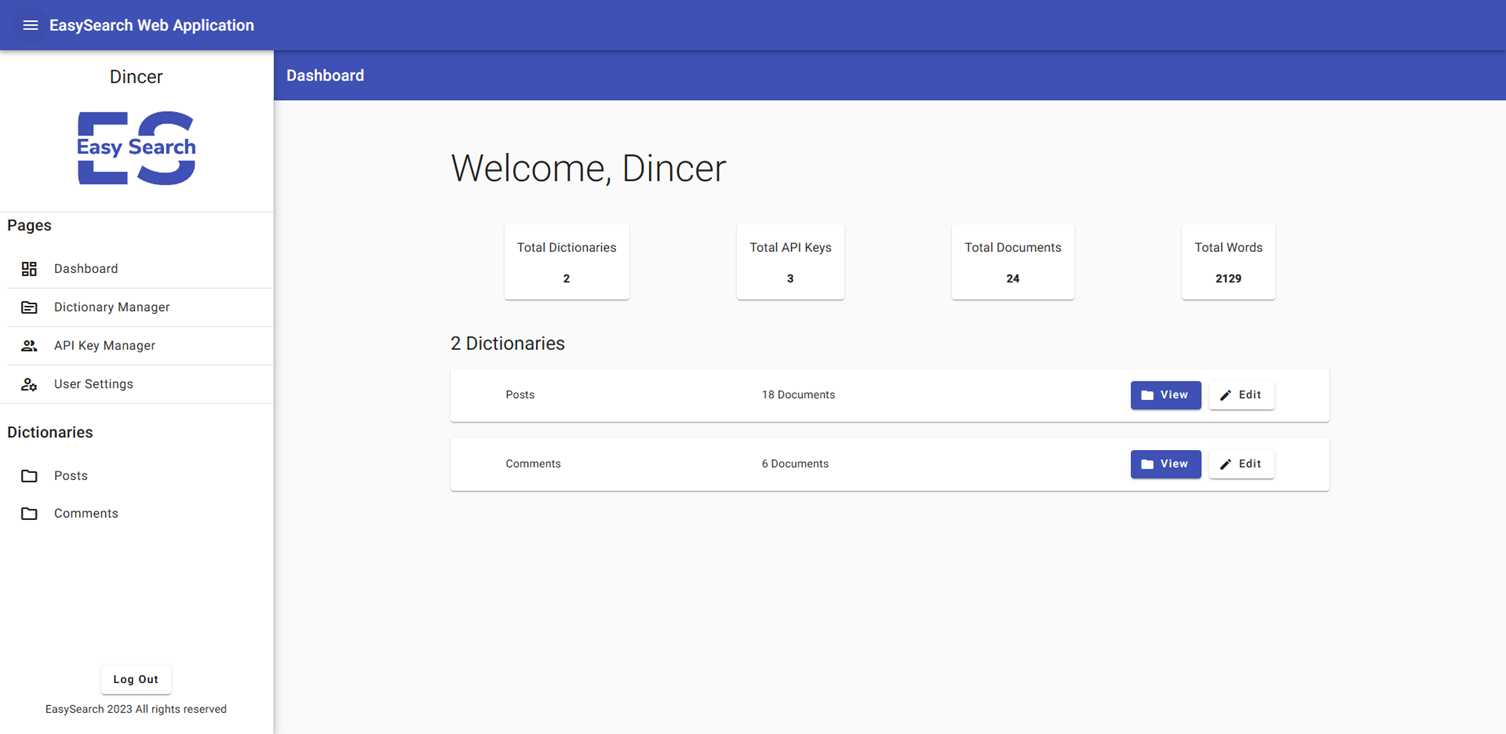 EasySearch Web Application
Dincer
ES
Easy Search
Pages
Dashboard
Dictionary Manager
API Key Manager
User Settings
Dictionaries
Posts
Comments
Log Out
EasySearch 2023 All rights reserved
Dashboard
Welcome, Dincer
Total Dictionaries
2
Total API Keys
3
Total Documents
24
Total Words
2129
2 Dictionaries
Posts 18 Documents View Edit
Comments 6 Documents View Edit